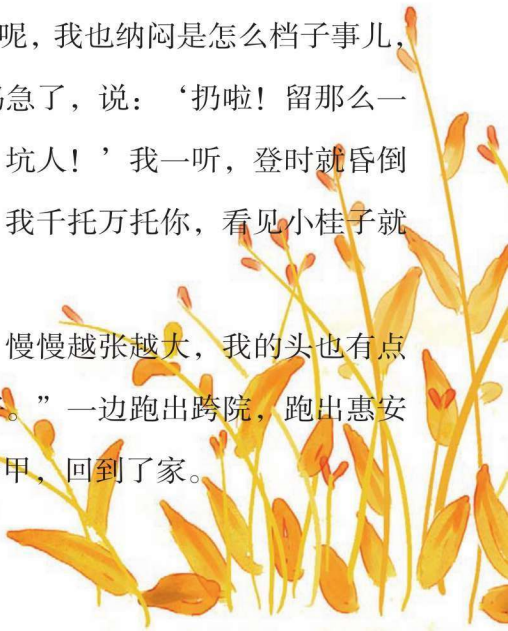 呢，我也纳闷是怎么档子事儿，
急了，说：‘扔啦！留那么一
坑人！’我一听，登时就昏倒
我千托万托你，看见小桂子就
慢慢越张越大，我的头也有点
。”一边跑出跨院，跑出惠安
甲，回到了家。